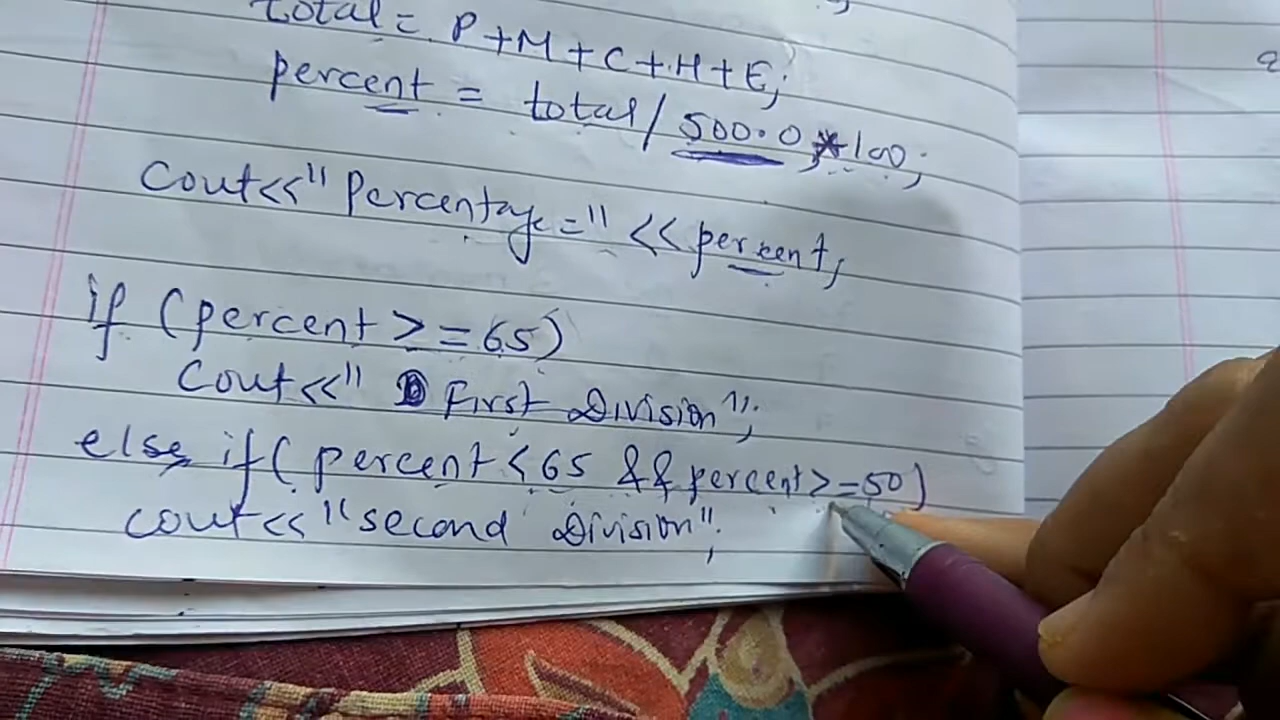 total = P+M+C+H+E;
percent = total/500.0*100;
Cout<<"Percentage="<<percent;
if (percent >=65)
Cout<<" First Division";
else if( percent <65 && percent>=50)
cout<<"second Division";